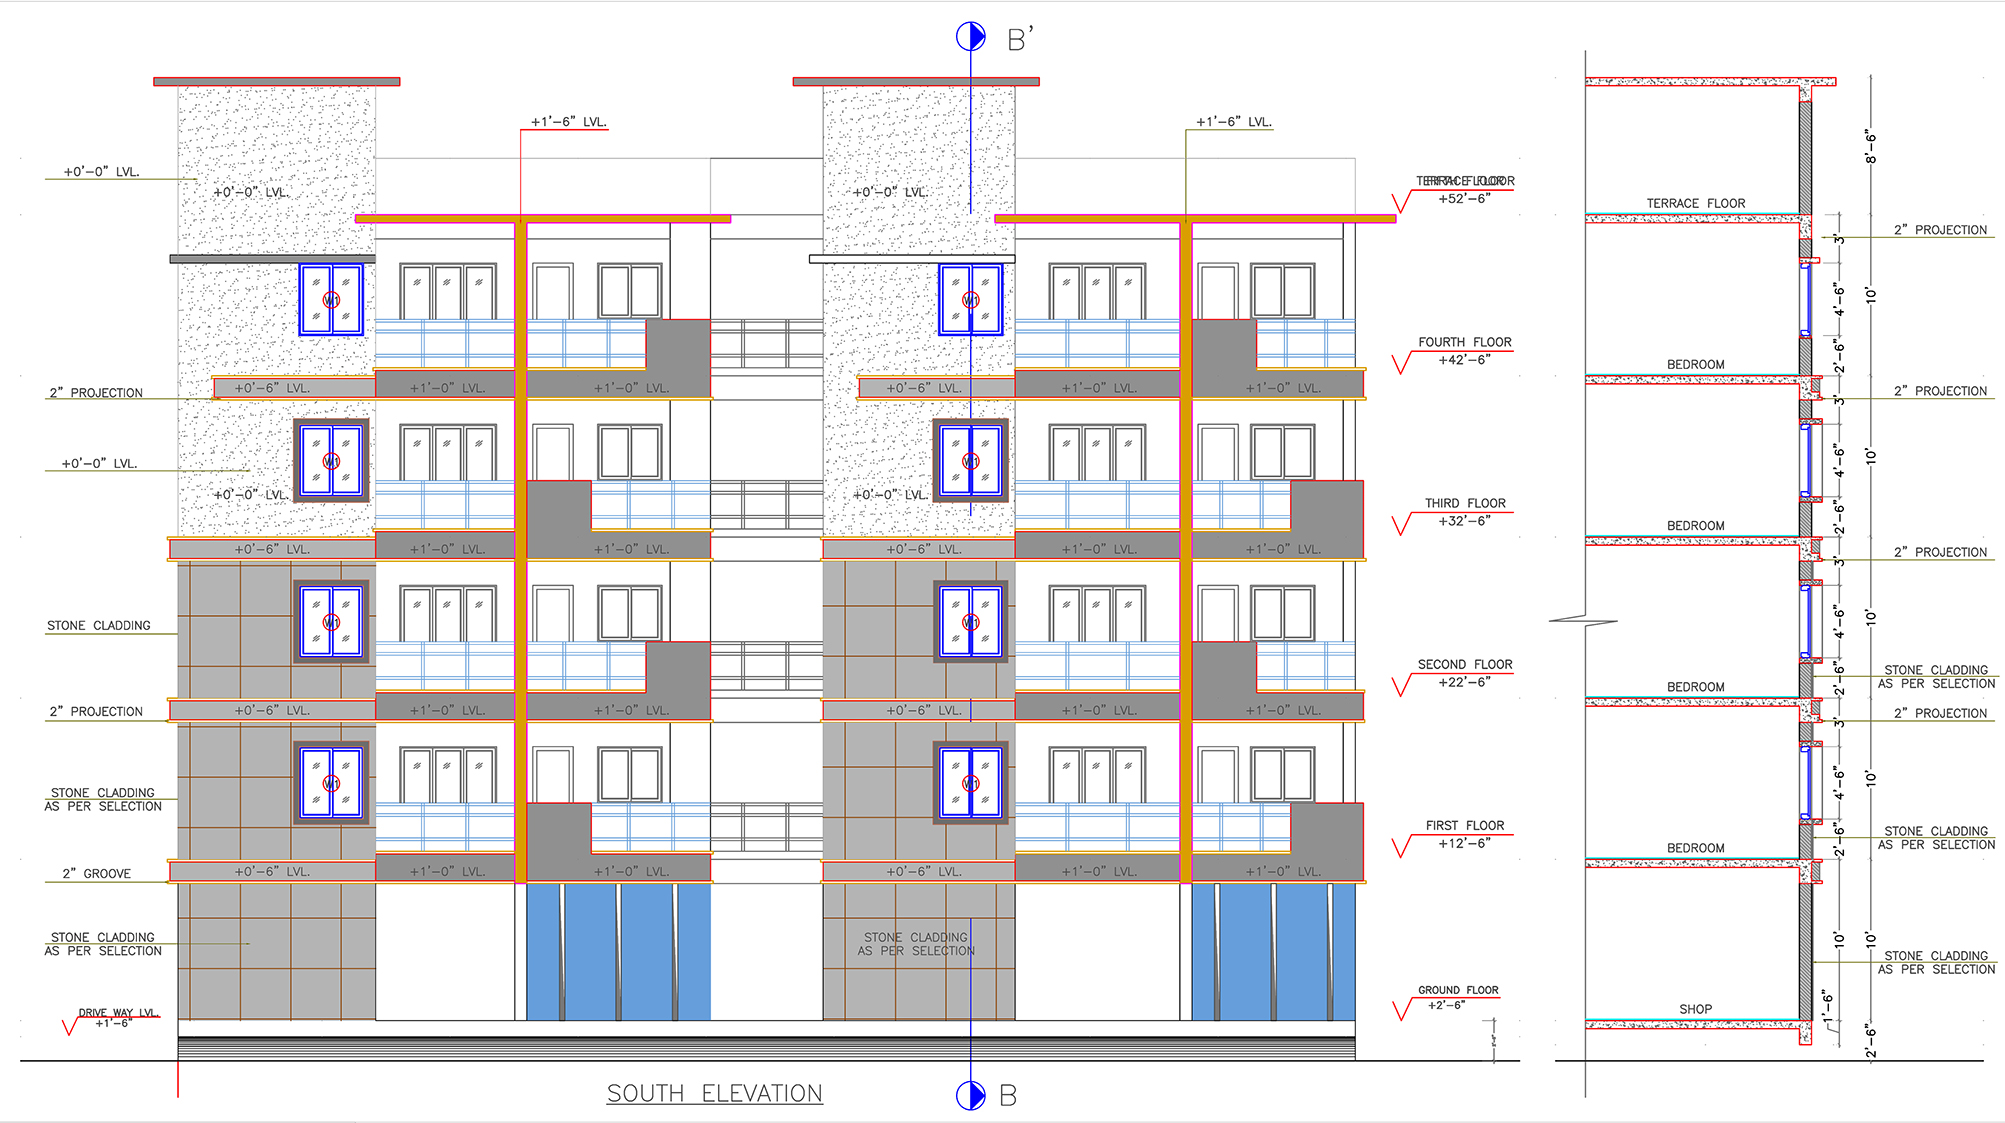 B'
+1'-6" LVL.
+1'-6" LVL.
8'-6"
+0'-0" LVL.
+0'-0" LVL.
+0'-0" LVL.
TERRACE FLOOR
+52'-6"
TERRACE FLOOR
2" PROJECTION
3'
W1
W1
4'-6"
10'
FOURTH FLOOR
+42'-6"
BEDROOM
2'-6"
2" PROJECTION
+0'-6" LVL.
+1'-0" LVL.
+1'-0" LVL.
+0'-6" LVL.
+1'-0" LVL.
+1'-0" LVL.
2" PROJECTION
3'
+0'-0" LVL.
W1
W1
4'-6"
10'
+0'-0" LVL.
+0'-0" LVL.
THIRD FLOOR
+32'-6"
BEDROOM
2'-6"
+0'-6" LVL.
+1'-0" LVL.
+1'-0" LVL.
+0'-6" LVL.
+1'-0" LVL.
+1'-0" LVL.
2" PROJECTION
3'
STONE CLADDING
W1
W1
4'-6"
10'
SECOND FLOOR
+22'-6"
BEDROOM
2'-6"
STONE CLADDING
AS PER SELECTION
2" PROJECTION
+0'-6" LVL.
+1'-0" LVL.
+1'-0" LVL.
+0'-6" LVL.
+1'-0" LVL.
+1'-0" LVL.
2" PROJECTION
3'
STONE CLADDING
AS PER SELECTION
W1
W1
4'-6"
10'
FIRST FLOOR
+12'-6"
BEDROOM
2'-6"
STONE CLADDING
AS PER SELECTION
2" GROOVE
+0'-6" LVL.
+1'-0" LVL.
+1'-0" LVL.
+0'-6" LVL.
+1'-0" LVL.
+1'-0" LVL.
STONE CLADDING
AS PER SELECTION
STONE CLADDING
AS PER SELECTION
10'
10'
STONE CLADDING
AS PER SELECTION
DRIVE WAY LVL.
+1'-6"
GROUND FLOOR
+2'-6"
SHOP
1'-6"
2'-6"
SOUTH ELEVATION
B